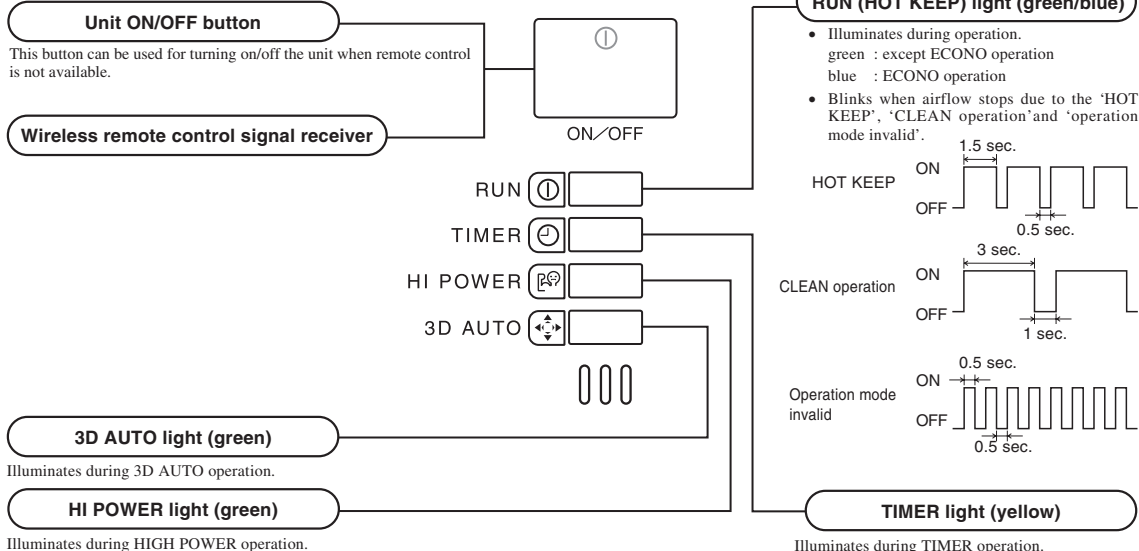 Unit ON/OFF button
This button can be used for turning on/off the unit when remote control
is not available.
Wireless remote control signal receiver
ON/OFF
RUN
TIMER
HI POWER
3D AUTO
3D AUTO light (green)
Illuminates during 3D AUTO operation.
HI POWER light (green)
Illuminates during HIGH POWER operation.
RUN (HOT KEEP) light (green/blue)
• Illuminates during operation.
green : except ECONO operation
blue : ECONO operation
• Blinks when airflow stops due to the ‘HOT
KEEP’, ‘CLEAN operation’and ‘operation
mode invalid’.
1.5 sec.
HOT KEEP
ON
OFF
0.5 sec.
3 sec.
CLEAN operation
ON
OFF
1 sec.
0.5 sec.
Operation mode
invalid
ON
OFF
0.5 sec.
TIMER light (yellow)
Illuminates during TIMER operation.